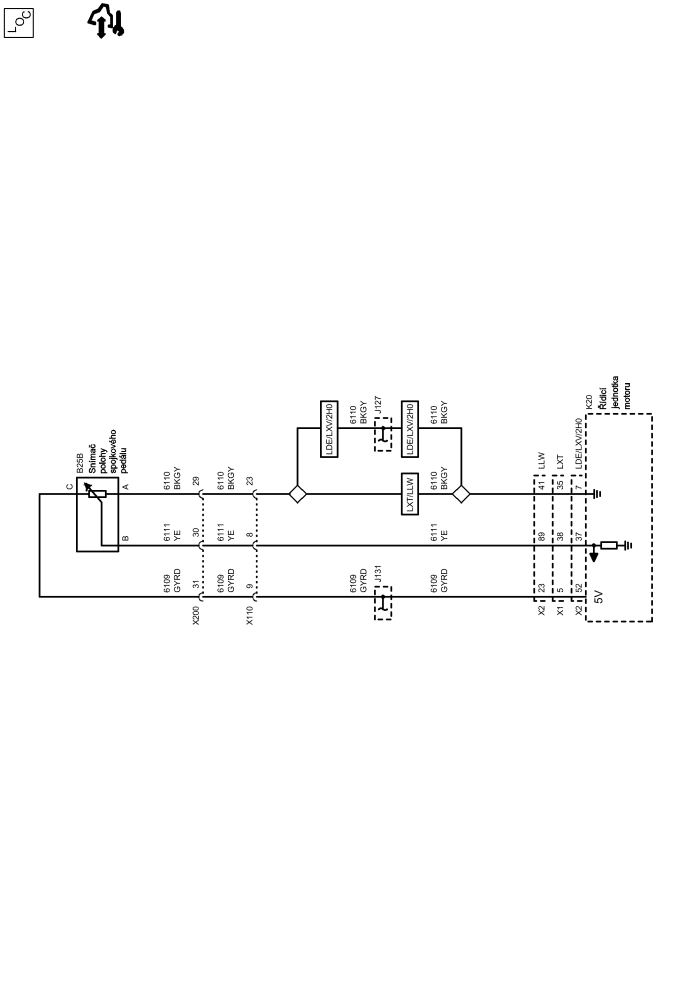 LOC
C
B25B
Snímač
polohy
spojkového
pedálu
B
A
6109
GYRD
6111
YE
6110
BKGY
X200
31
30
29
6109
GYRD
6111
YE
6110
BKGY
X110
9
8
23
LDE/LXV/2H0
6109
GYRD
6110
BKGY
J131
J127
LXT/LLW
LDE/LXV/2H0
6109
GYRD
6111
YE
6110
BKGY
6110
BKGY
X2
23
89
41
LLW
X1
5
38
35
LXT
X2
52
37
7
LDE/LXV/2H0
K20
Řídicí
jednotka
motoru
5V